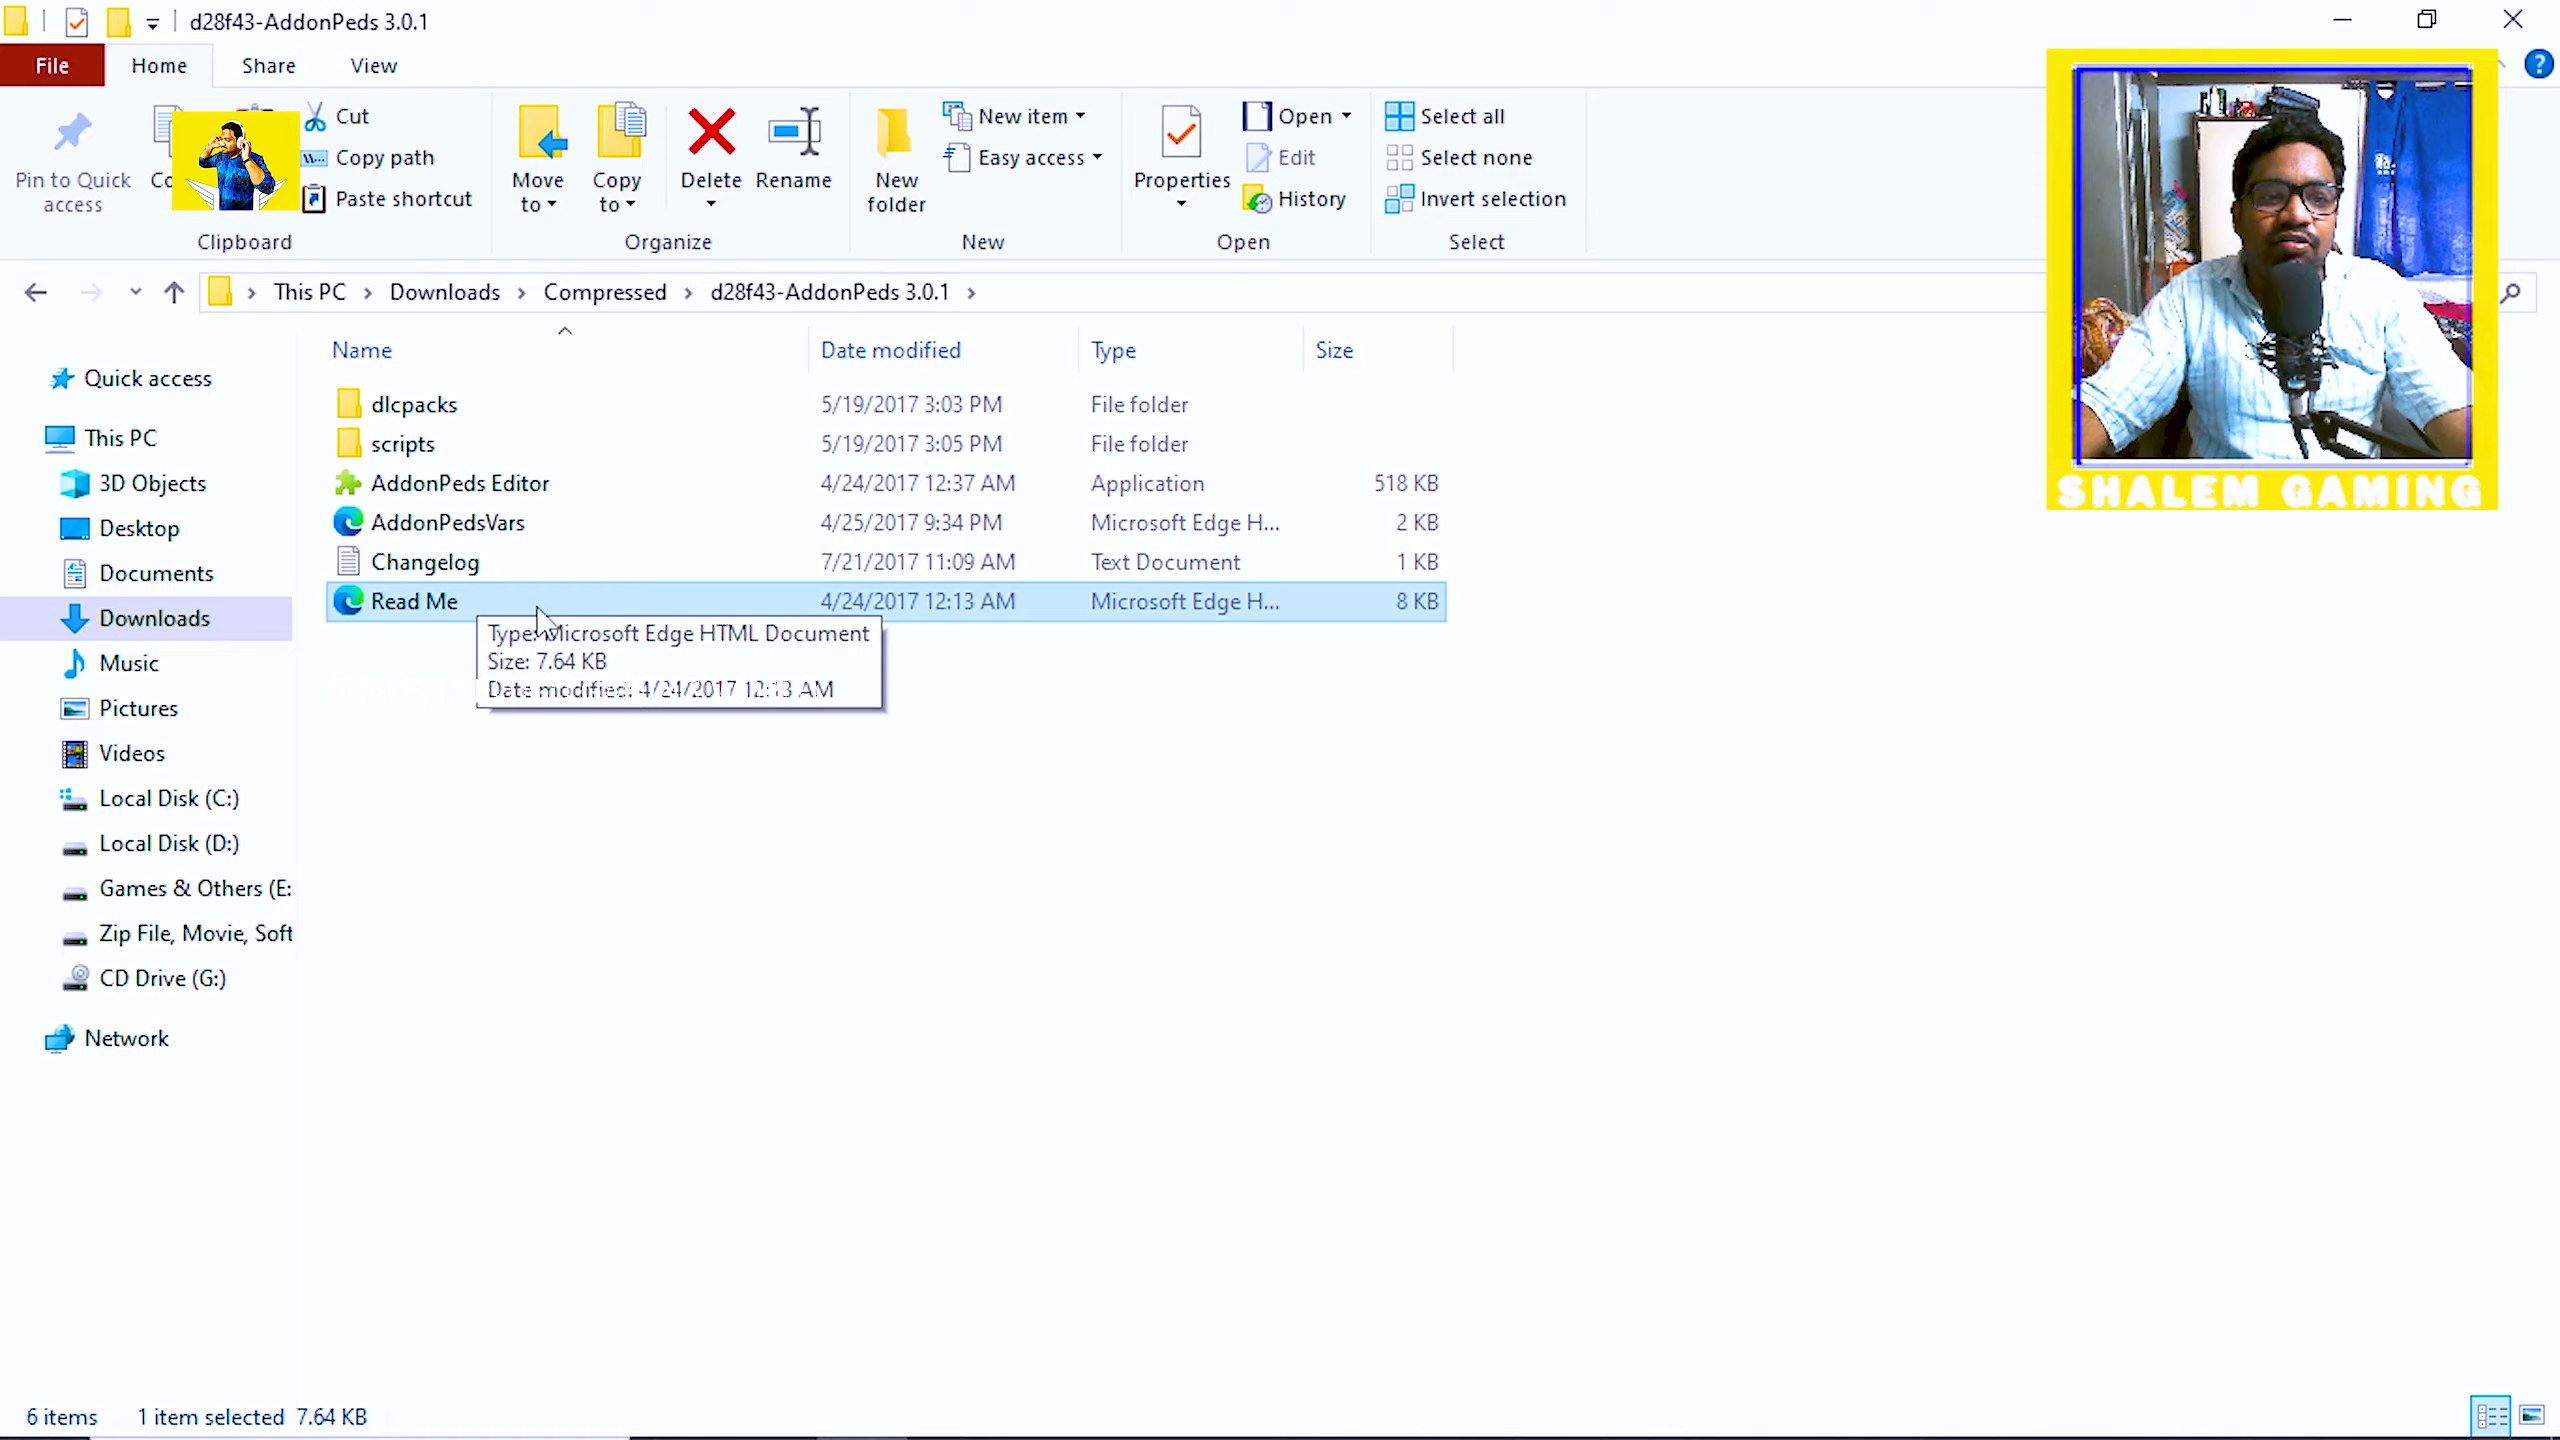 d28f43-AddonPeds 3.0.1
File Home Share View
Pin to Quick access
Cut
Copy path
Paste shortcut
Clipboard
Move to
Copy to
Delete
Rename
Organize
New folder
New item
Easy access
New
Properties
Open
Edit
History
Open
Select all
Select none
Invert selection
Select
This PC > Downloads > Compressed > d28f43-AddonPeds 3.0.1 >
SHALEM GAMING
Name Date modified Type Size
dlcpacks 5/19/2017 3:03 PM File folder
scripts 5/19/2017 3:05 PM File folder
AddonPeds Editor 4/24/2017 12:37 AM Application 518 KB
AddonPedsVars 4/25/2017 9:34 PM Microsoft Edge H... 2 KB
Changelog 7/21/2017 11:09 AM Text Document 1 KB
Read Me 4/24/2017 12:13 AM Microsoft Edge H... 8 KB
Type: Microsoft Edge HTML Document
Size: 7.64 KB
Date modified: 4/24/2017 12:13 AM
SHALEM
Quick access
This PC
3D Objects
Desktop
Documents
Downloads
Music
Pictures
Videos
Local Disk (C:)
Local Disk (D:)
Games & Others (E:
Zip File, Movie, Soft
CD Drive (G:)
Network
6 items 1 item selected 7.64 KB